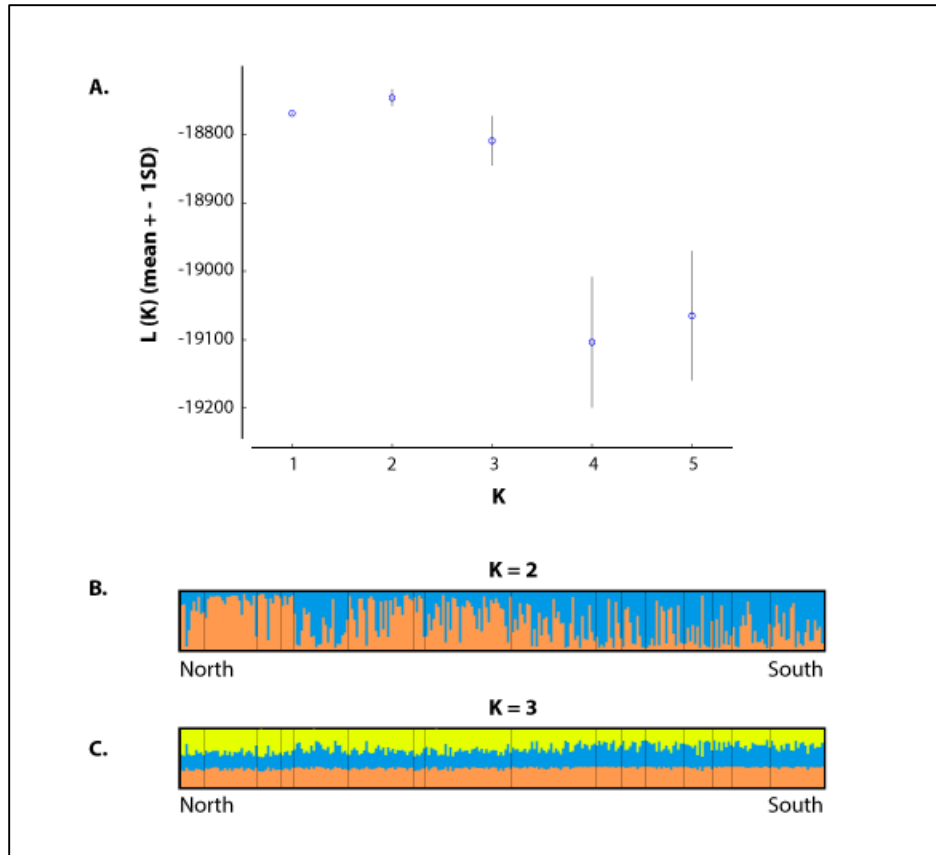 A.
L (K) (mean + - 1SD)
-18800
-18900
-19000
-19100
-19200
1 2 3 4 5
K
K = 2
B.
North South
K = 3
C.
North South